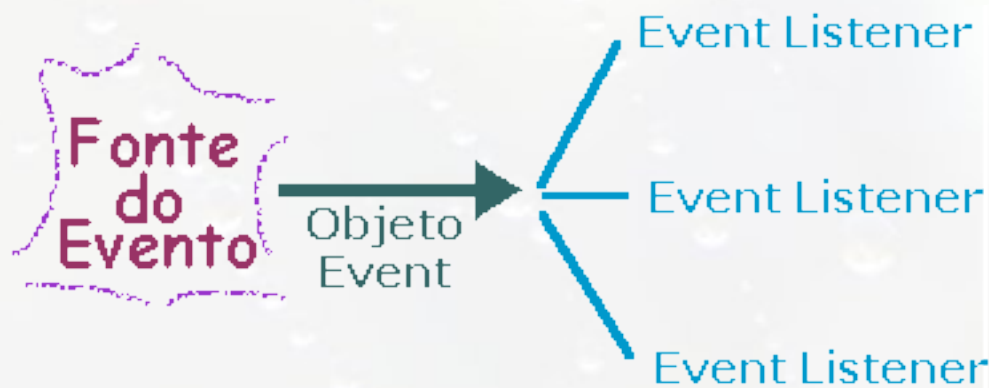 Fonte
do
Evento
Objeto
Event
Event Listener
Event Listener
Event Listener